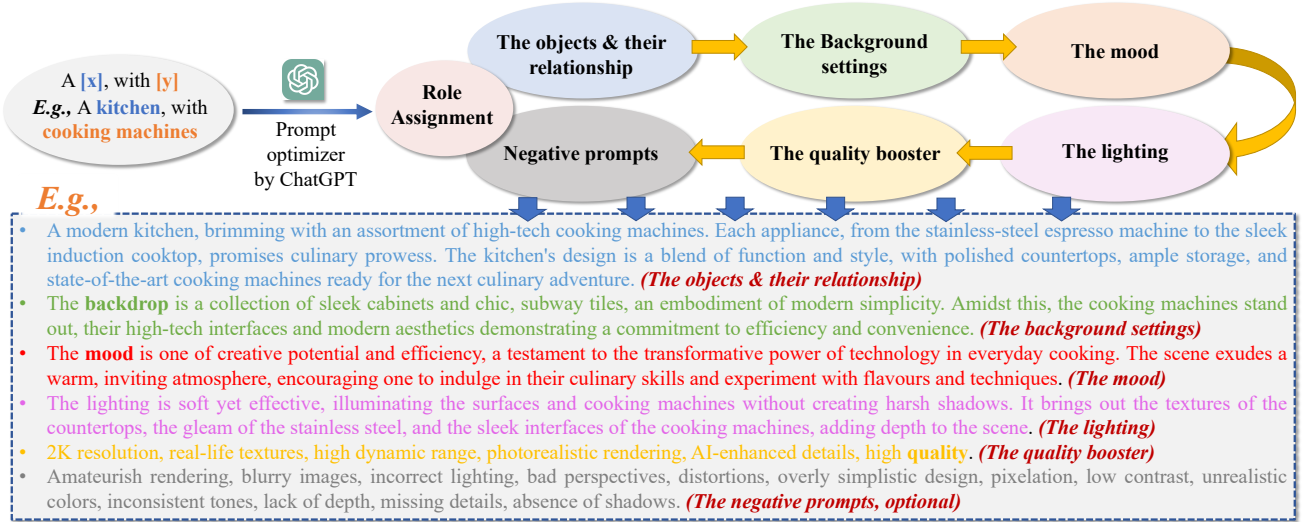 A [x], with [y]
E.g., A kitchen, with
cooking machines
Prompt
optimizer
by ChatGPT
Role
Assignment
The objects & their
relationship
The Background
settings
The mood
The lighting
The quality booster
Negative prompts
E.g.,
• A modern kitchen, brimming with an assortment of high-tech cooking machines. Each appliance, from the stainless-steel espresso machine to the sleek
induction cooktop, promises culinary prowess. The kitchen's design is a blend of function and style, with polished countertops, ample storage, and
state-of-the-art cooking machines ready for the next culinary adventure. (The objects & their relationship)
• The backdrop is a collection of sleek cabinets and chic, subway tiles, an embodiment of modern simplicity. Amidst this, the cooking machines stand
out, their high-tech interfaces and modern aesthetics demonstrating a commitment to efficiency and convenience. (The background settings)
• The mood is one of creative potential and efficiency, a testament to the transformative power of technology in everyday cooking. The scene exudes a
warm, inviting atmosphere, encouraging one to indulge in their culinary skills and experiment with flavours and techniques. (The mood)
• The lighting is soft yet effective, illuminating the surfaces and cooking machines without creating harsh shadows. It brings out the textures of the
countertops, the gleam of the stainless steel, and the sleek interfaces of the cooking machines, adding depth to the scene. (The lighting)
• 2K resolution, real-life textures, high dynamic range, photorealistic rendering, AI-enhanced details, high quality. (The quality booster)
• Amateurish rendering, blurry images, incorrect lighting, bad perspectives, distortions, overly simplistic design, pixelation, low contrast, unrealistic
colors, inconsistent tones, lack of depth, missing details, absence of shadows. (The negative prompts, optional)